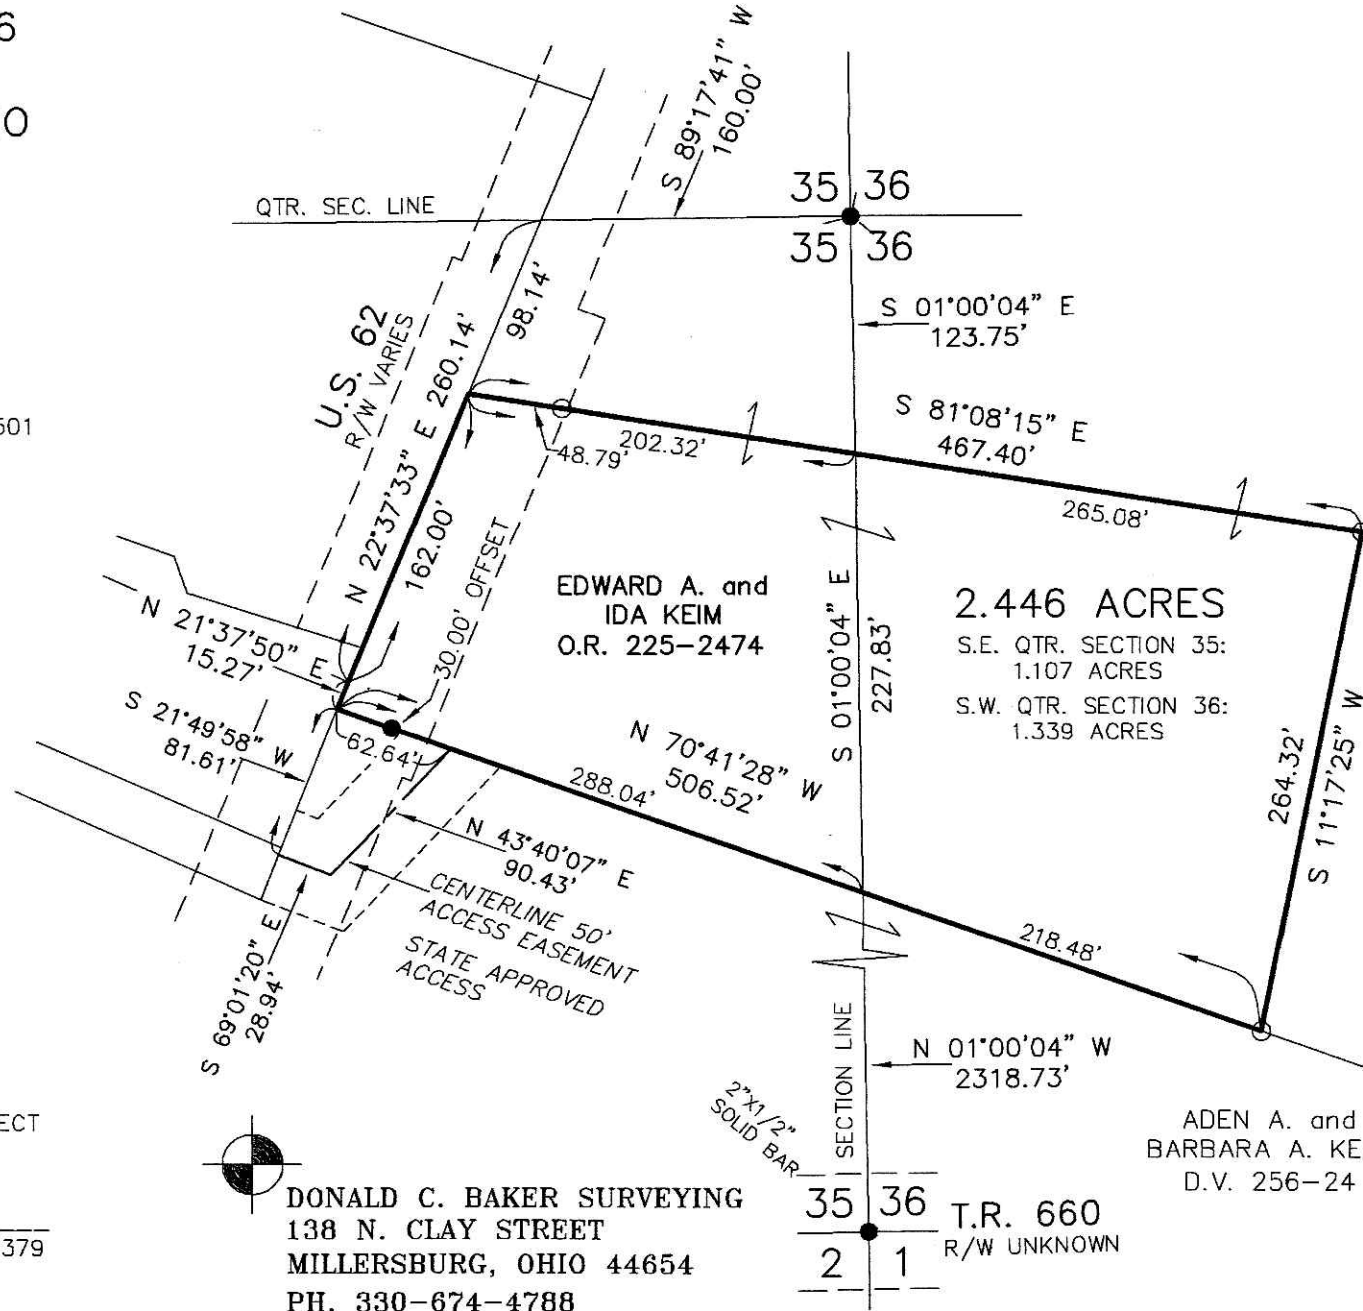 6
0
S 89°17'41" W
160.00'
QTR. SEC. LINE
35 36
35 36
S 01°00'04" E
123.75'
98.14'
U.S. 62
R/W VARIES
N 22°37'33" E 260.14'
162.00'
S 81°08'15" E
467.40'
48.79'
202.32'
265.08'
501
30.00' OFFSET
EDWARD A. and
IDA KEIM
O.R. 225-2474
S 01°00'04" E
227.83'
2.446 ACRES
S.E. QTR. SECTION 35:
1.107 ACRES
S.W. QTR. SECTION 36:
1.339 ACRES
N 21°37'50" E
15.27'
S 21°49'58" W
81.61'
62.64'
N 70°41'28" W
506.52'
288.04'
264.32'
S 11°17'25" W
N 43°40'07" E
90.43'
CENTERLINE 50'
ACCESS EASEMENT
STATE APPROVED
ACCESS
218.48'
S 69°01'20" E
28.94'
SECTION LINE
N 01°00'04" W
2318.73'
2"X1/2"
SOLID BAR
ECT
ADEN A. and
BARBARA A. KE
D.V. 256-24
35 36
2 1
T.R. 660
R/W UNKNOWN
379
DONALD C. BAKER SURVEYING
138 N. CLAY STREET
MILLERSBURG, OHIO 44654
PH. 330-674-4788